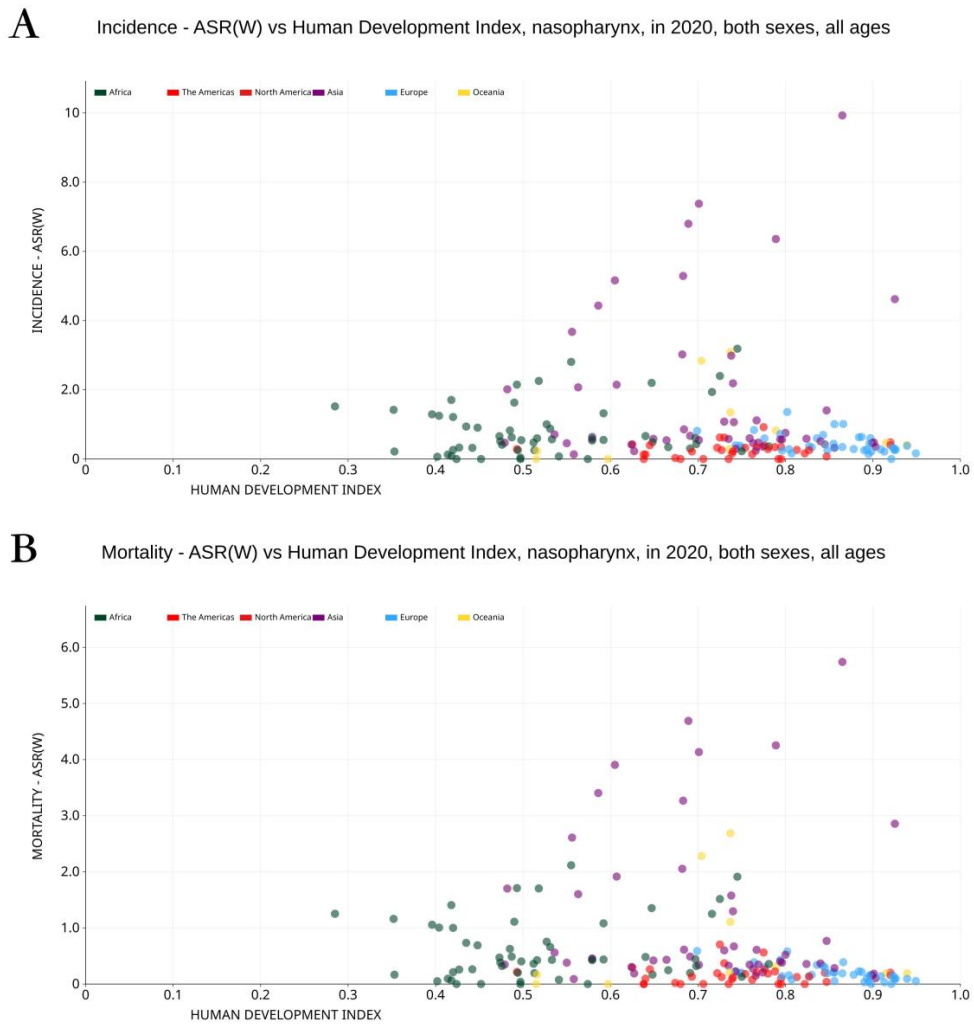 A
Incidence - ASR(W) vs Human Development Index, nasopharynx, in 2020, both sexes, all ages
Africa The Americas North America Asia Europe Oceania
10
8.0
6.0
4.0
2.0
0
INCIDENCE - ASR(W)
0 0.1 0.2 0.3 0.4 0.5 0.6 0.7 0.8 0.9 1.0
HUMAN DEVELOPMENT INDEX
B
Mortality - ASR(W) vs Human Development Index, nasopharynx, in 2020, both sexes, all ages
Africa The Americas North America Asia Europe Oceania
6.0
5.0
4.0
3.0
2.0
1.0
0
MORTALITY - ASR(W)
0 0.1 0.2 0.3 0.4 0.5 0.6 0.7 0.8 0.9 1.0
HUMAN DEVELOPMENT INDEX